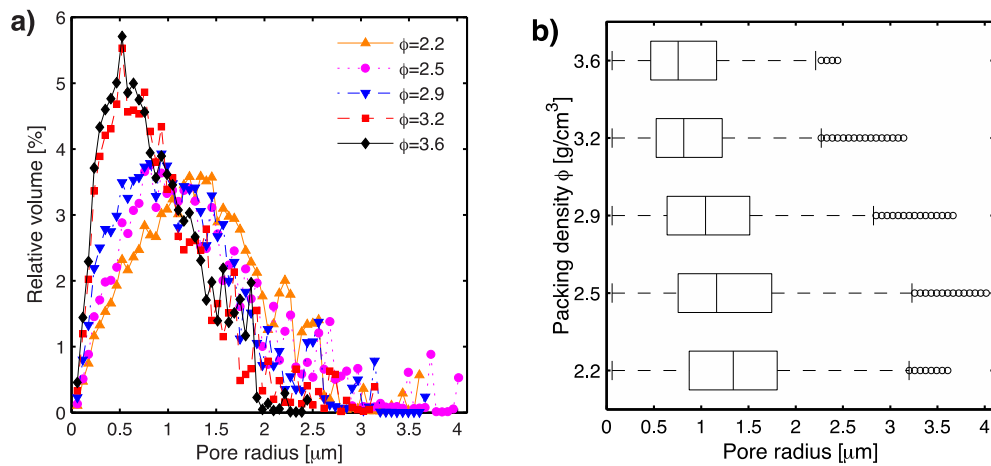 a)
6
5
4
3
2
1
0
Relative volume [%]
ϕ=2.2
ϕ=2.5
ϕ=2.9
ϕ=3.2
ϕ=3.6
0 0.5 1 1.5 2 2.5 3 3.5 4
Pore radius [μm]
b)
3.6
3.2
2.9
2.5
2.2
Packing density ϕ [g/cm³]
0 0.5 1 1.5 2 2.5 3 3.5 4
Pore radius [μm]